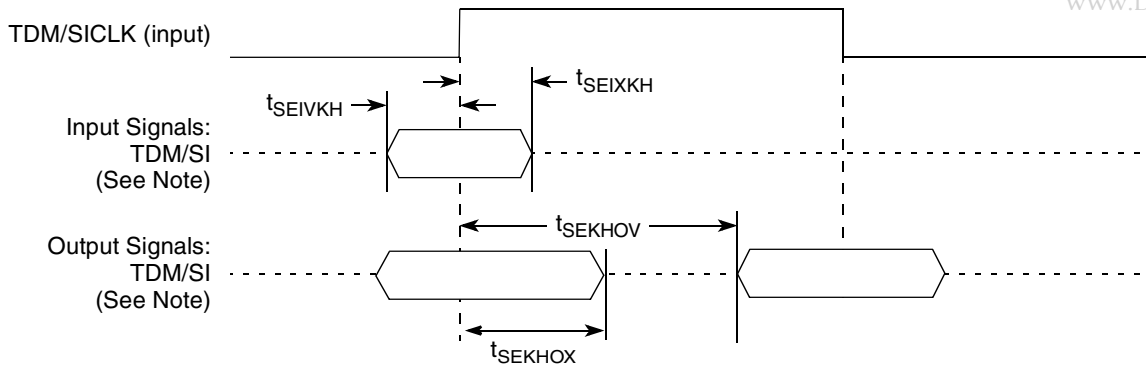 www.D
TDM/SICLK (input)
tSEIXKH
tSEIVKH
Input Signals:
TDM/SI
(See Note)
tSEKHOV
Output Signals:
TDM/SI
(See Note)
tSEKHOX